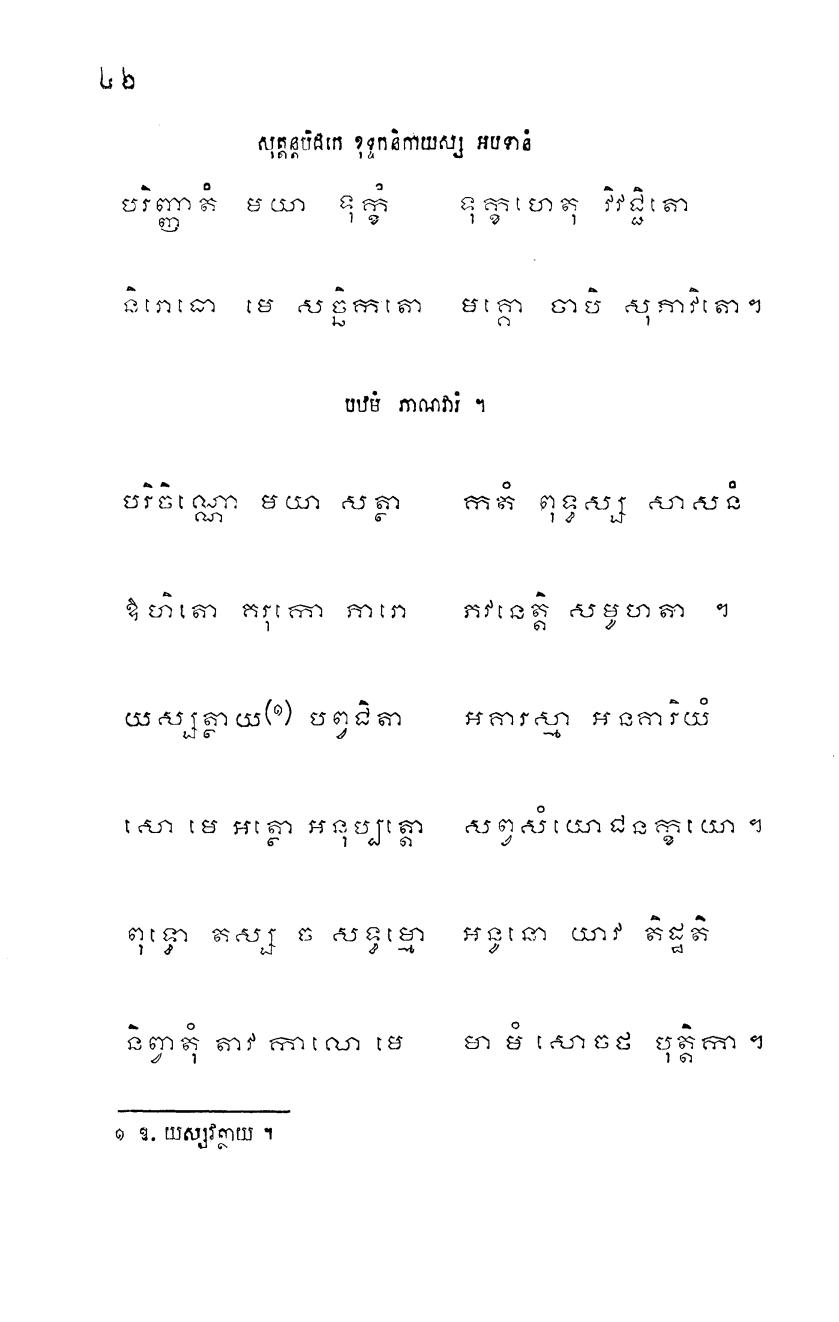 ៤៦
សុត្តន្តបិដកេ ខុទ្ទកនិកាយស្ស អបទានំ
បរិញ្ញាតំ មយា ទុក្ខំ ទុក្ខហេតុ វិវជ្ជិតោ
និរោធោ មេ សច្ឆិកតោ មគ្គោ ចាបិ សុភាវិតោ។
បឋមំ ភាណវារំ ។
បរិចិណ្ណោ មយា សត្ថា កតំ ពុទ្ធស្ស សាសនំ
ឱហិតោ គរុកោ ភារោ ភវនេត្តិ សមូហតា ។
យស្សត្ថាយ(១) បព្វជិតា អគារស្មា អនគារិយំ
សោ មេ អត្ថោ អនុប្បត្តោ សព្វសំយោជនក្ខយោ ។
ពុទ្ធោ តស្ស ច សទ្ធម្មោ អនូនោ យាវ តិដ្ឋតិ
និព្វាតុំ តាវ កាលោ មេ មា មំ សោចថ បុត្តិកា ។
១ ឱ. យស្សវត្ថាយ ។